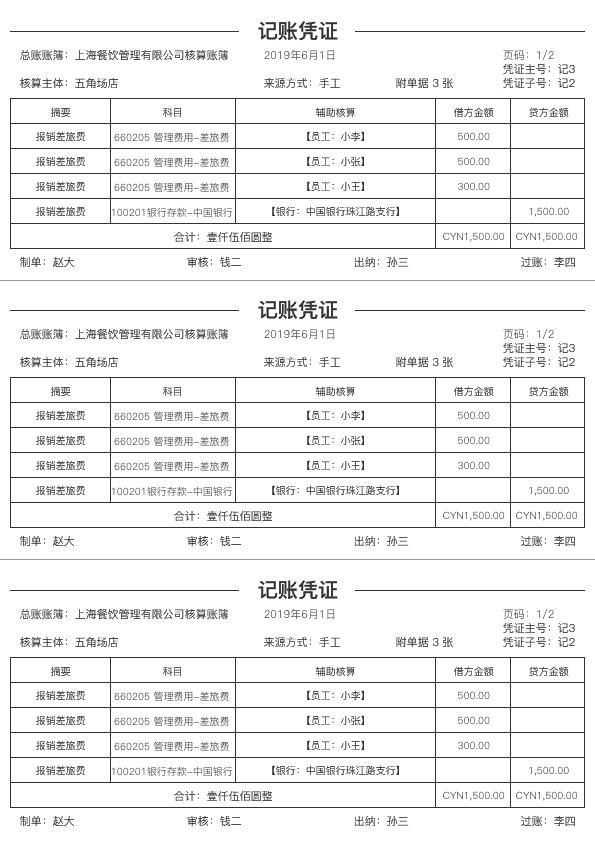 记账凭证
总账账簿：上海餐饮管理有限公司核算账簿 2019年6月1日 页码：1/2
凭证主号：记3
核算主体：五角场店 来源方式：手工 附单据 3 张 凭证子号：记2
摘要 科目 辅助核算 借方金额 贷方金额
报销差旅费 660205 管理费用–差旅费 【员工：小李】 500.00
报销差旅费 660205 管理费用–差旅费 【员工：小张】 500.00
报销差旅费 660205 管理费用–差旅费 【员工：小王】 300.00
报销差旅费 100201银行存款–中国银行 【银行：中国银行珠江路支行】 1,500.00
合计：壹仟伍佰圆整 CYN1,500.00 CYN1,500.00
制单：赵大 审核：钱二 出纳：孙三 过账：李四
记账凭证
总账账簿：上海餐饮管理有限公司核算账簿 2019年6月1日 页码：1/2
凭证主号：记3
核算主体：五角场店 来源方式：手工 附单据 3 张 凭证子号：记2
摘要 科目 辅助核算 借方金额 贷方金额
报销差旅费 660205 管理费用–差旅费 【员工：小李】 500.00
报销差旅费 660205 管理费用–差旅费 【员工：小张】 500.00
报销差旅费 660205 管理费用–差旅费 【员工：小王】 300.00
报销差旅费 100201银行存款–中国银行 【银行：中国银行珠江路支行】 1,500.00
合计：壹仟伍佰圆整 CYN1,500.00 CYN1,500.00
制单：赵大 审核：钱二 出纳：孙三 过账：李四
记账凭证
总账账簿：上海餐饮管理有限公司核算账簿 2019年6月1日 页码：1/2
凭证主号：记3
核算主体：五角场店 来源方式：手工 附单据 3 张 凭证子号：记2
摘要 科目 辅助核算 借方金额 贷方金额
报销差旅费 660205 管理费用–差旅费 【员工：小李】 500.00
报销差旅费 660205 管理费用–差旅费 【员工：小张】 500.00
报销差旅费 660205 管理费用–差旅费 【员工：小王】 300.00
报销差旅费 100201银行存款–中国银行 【银行：中国银行珠江路支行】 1,500.00
合计：壹仟伍佰圆整 CYN1,500.00 CYN1,500.00
制单：赵大 审核：钱二 出纳：孙三 过账：李四